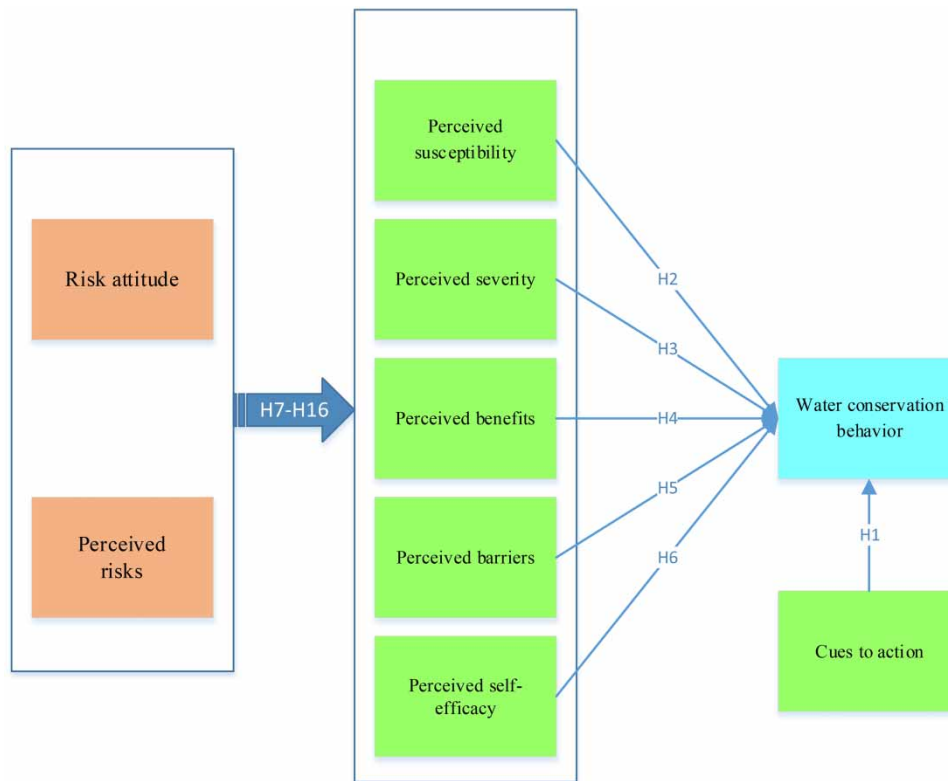 Risk attitude
Perceived
risks
H7-H16
Perceived
susceptibility
Perceived severity
Perceived benefits
Perceived barriers
Perceived self-
efficacy
H2
H3
H4
H5
H6
Water conservation
behavior
H1
Cues to action